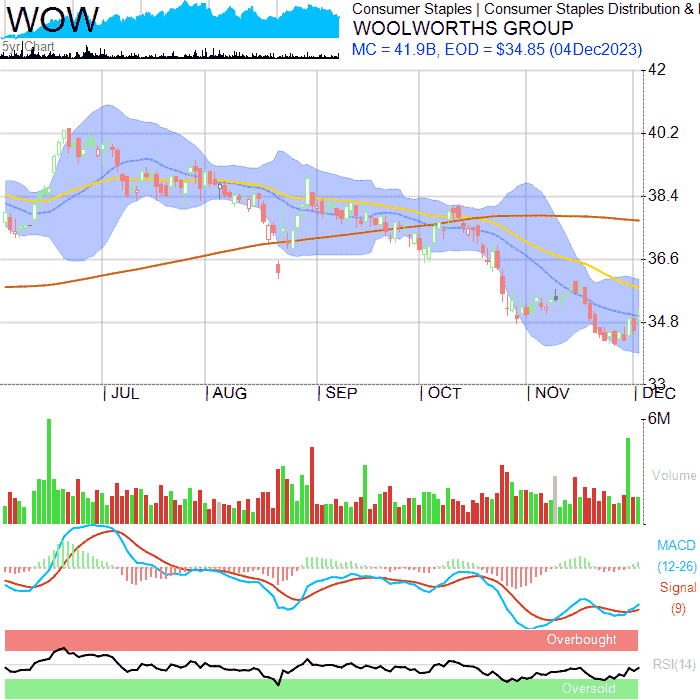 WOW
5yr Chart
Consumer Staples | Consumer Staples Distribution &
WOOLWORTHS GROUP
MC = 41.9B, EOD = $34.85 (04Dec2023)
42
40.2
38.4
36.6
34.8
33
| JUL | AUG | SEP | OCT | NOV | DEC
6M
Volume
MACD
(12-26)
Signal
(9)
Overbought
RSI(14)
Oversold